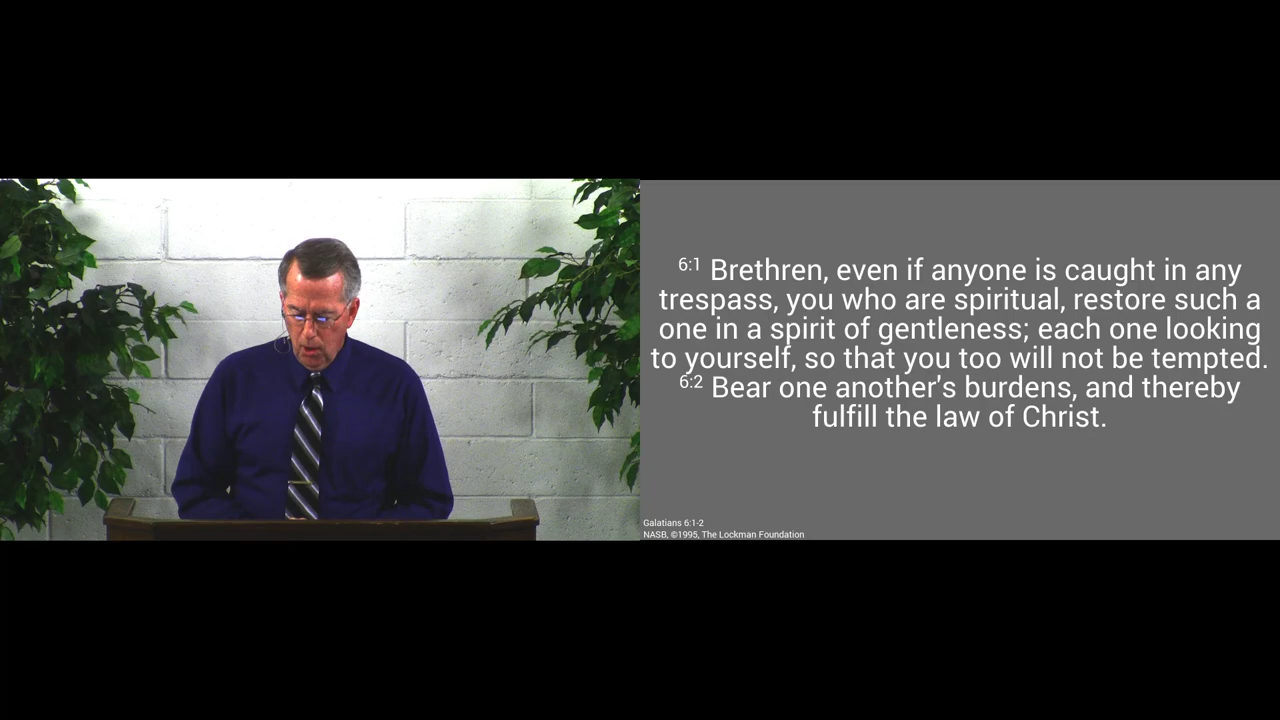 6:1 Brethren, even if anyone is caught in any
trespass, you who are spiritual, restore such a
one in a spirit of gentleness; each one looking
to yourself, so that you too will not be tempted.
6:2 Bear one another's burdens, and thereby
fulfill the law of Christ.
Galatians 6:1-2
NASB, ©1995, The Lockman Foundation